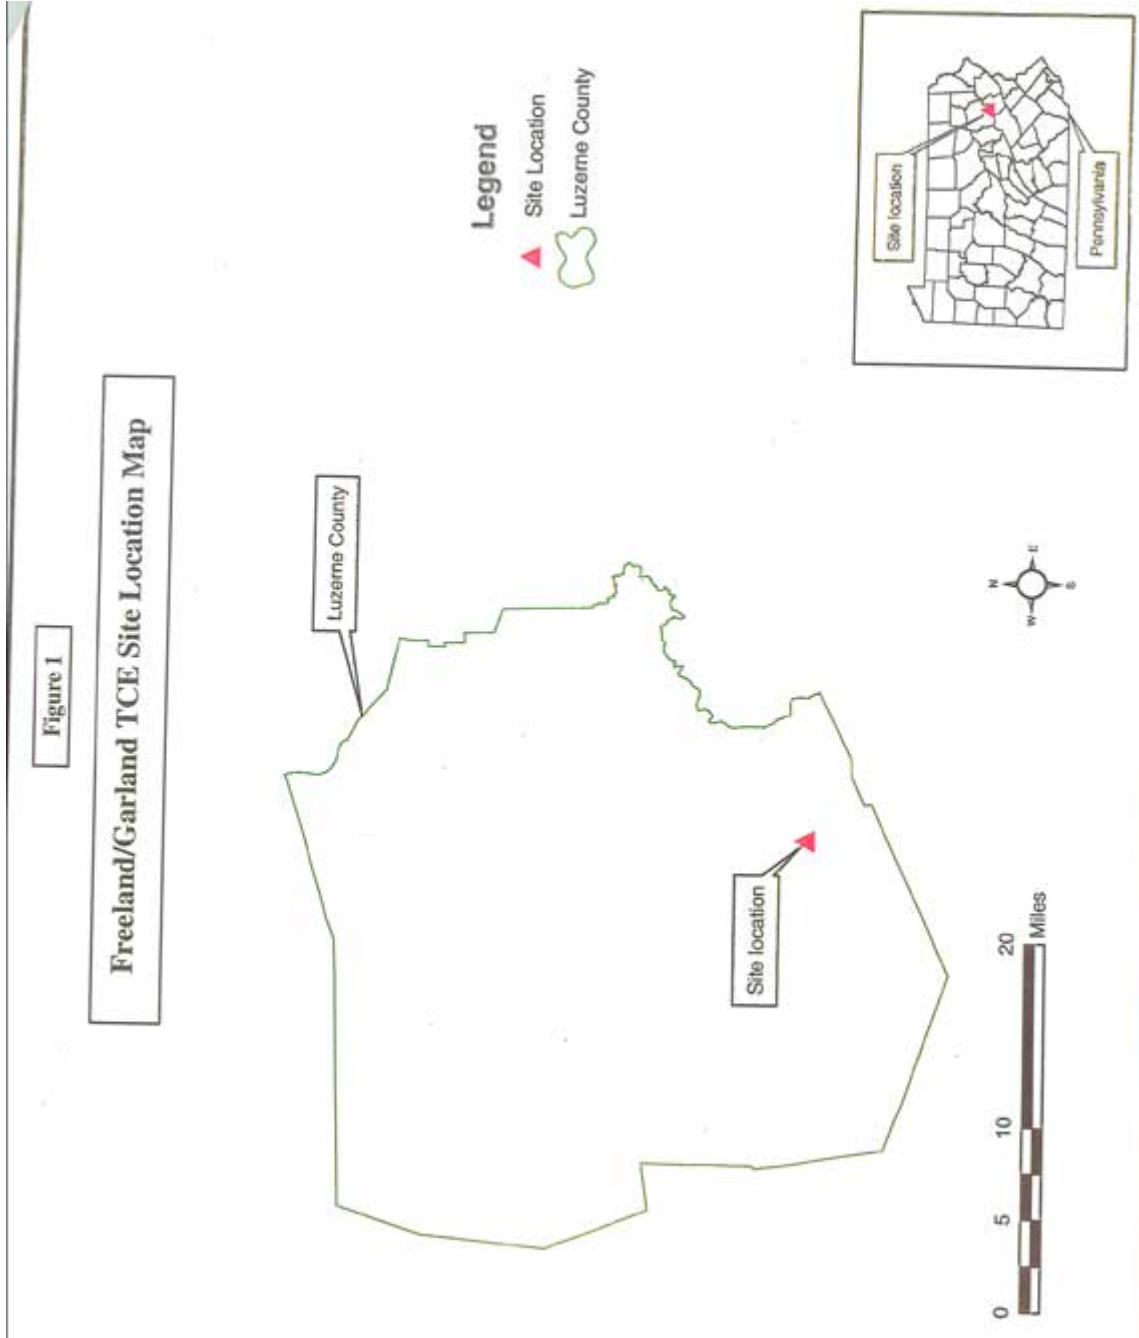 Figure 1
Freeland/Garland TCE Site Location Map
Luzerne County
Site location
Legend
Site Location
Luzerne County
N
W
E
S
0
5
10
20
Miles
Site location
Pennsylvania